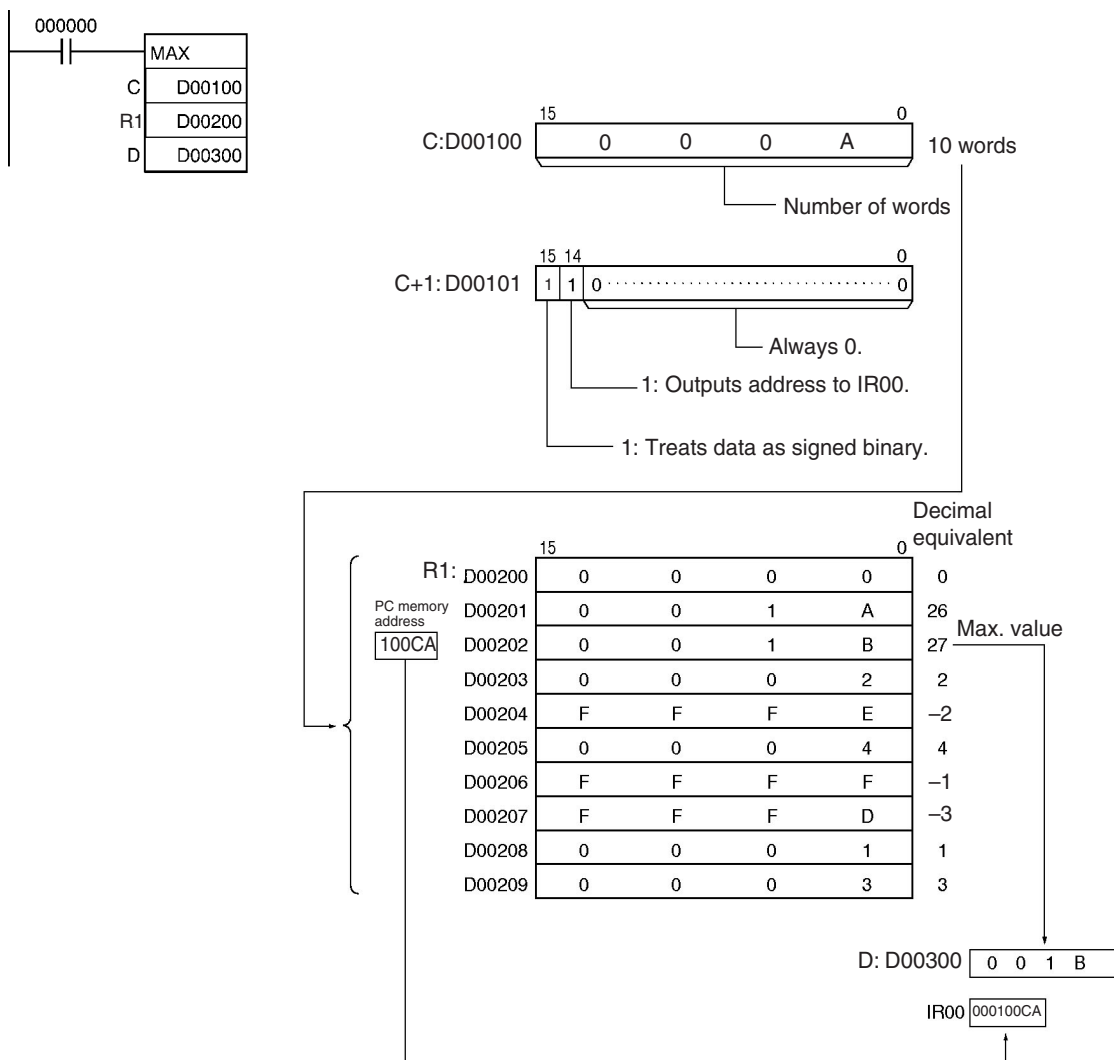 000000
MAX
C D00100
R1 D00200
D D00300
15 0
C:D00100 0 0 0 A 10 words
Number of words
15 14 0
C+1: D00101 1 1 0 0
Always 0.
1: Outputs address to IR00.
1: Treats data as signed binary.
Decimal
equivalent
15 0
R1: D00200 0 0 0 0 0
PC memory
address
100CA
D00201 0 0 1 A 26
Max. value
D00202 0 0 1 B 27
D00203 0 0 0 2 2
D00204 F F F E –2
D00205 0 0 0 4 4
D00206 F F F F –1
D00207 F F F D –3
D00208 0 0 0 1 1
D00209 0 0 0 3 3
D: D00300 0 0 1 B
IR00 000100CA